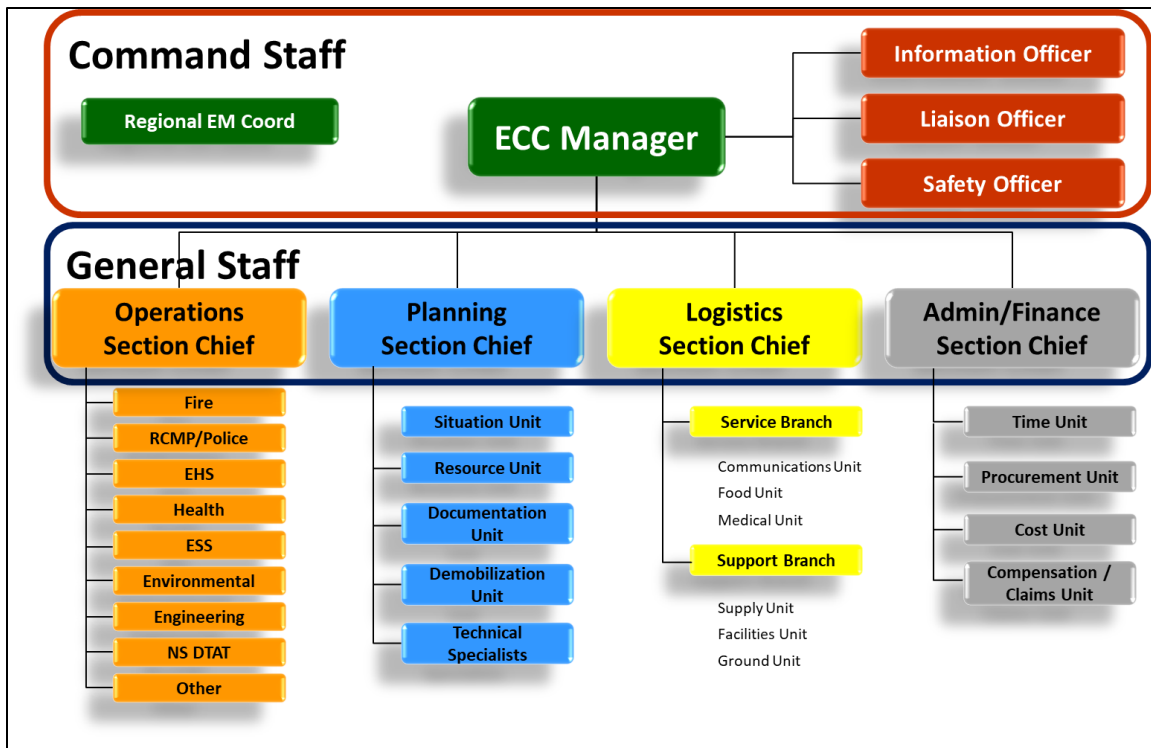 Command Staff
Regional EM Coord
ECC Manager
Information Officer
Liaison Officer
Safety Officer
General Staff
Operations
Section Chief
Fire
RCMP/Police
EHS
Health
ESS
Environmental
Engineering
NS DTAT
Other
Planning
Section Chief
Situation Unit
Resource Unit
Documentation
Unit
Demobilization
Unit
Technical
Specialists
Logistics
Section Chief
Service Branch
Communications Unit
Food Unit
Medical Unit
Support Branch
Supply Unit
Facilities Unit
Ground Unit
Admin/Finance
Section Chief
Time Unit
Procurement Unit
Cost Unit
Compensation /
Claims Unit